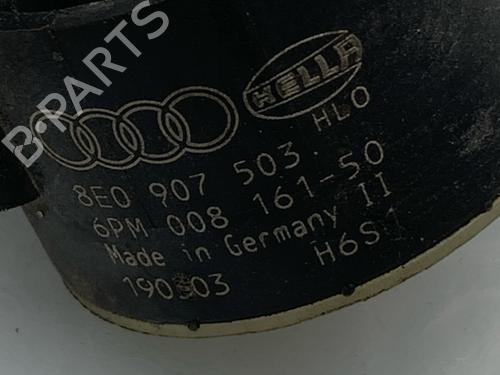 B-PARTS
HELLA
HLO
8E0 907 503
6PM 008 161-50
Made in Germany II
H6S1
190303